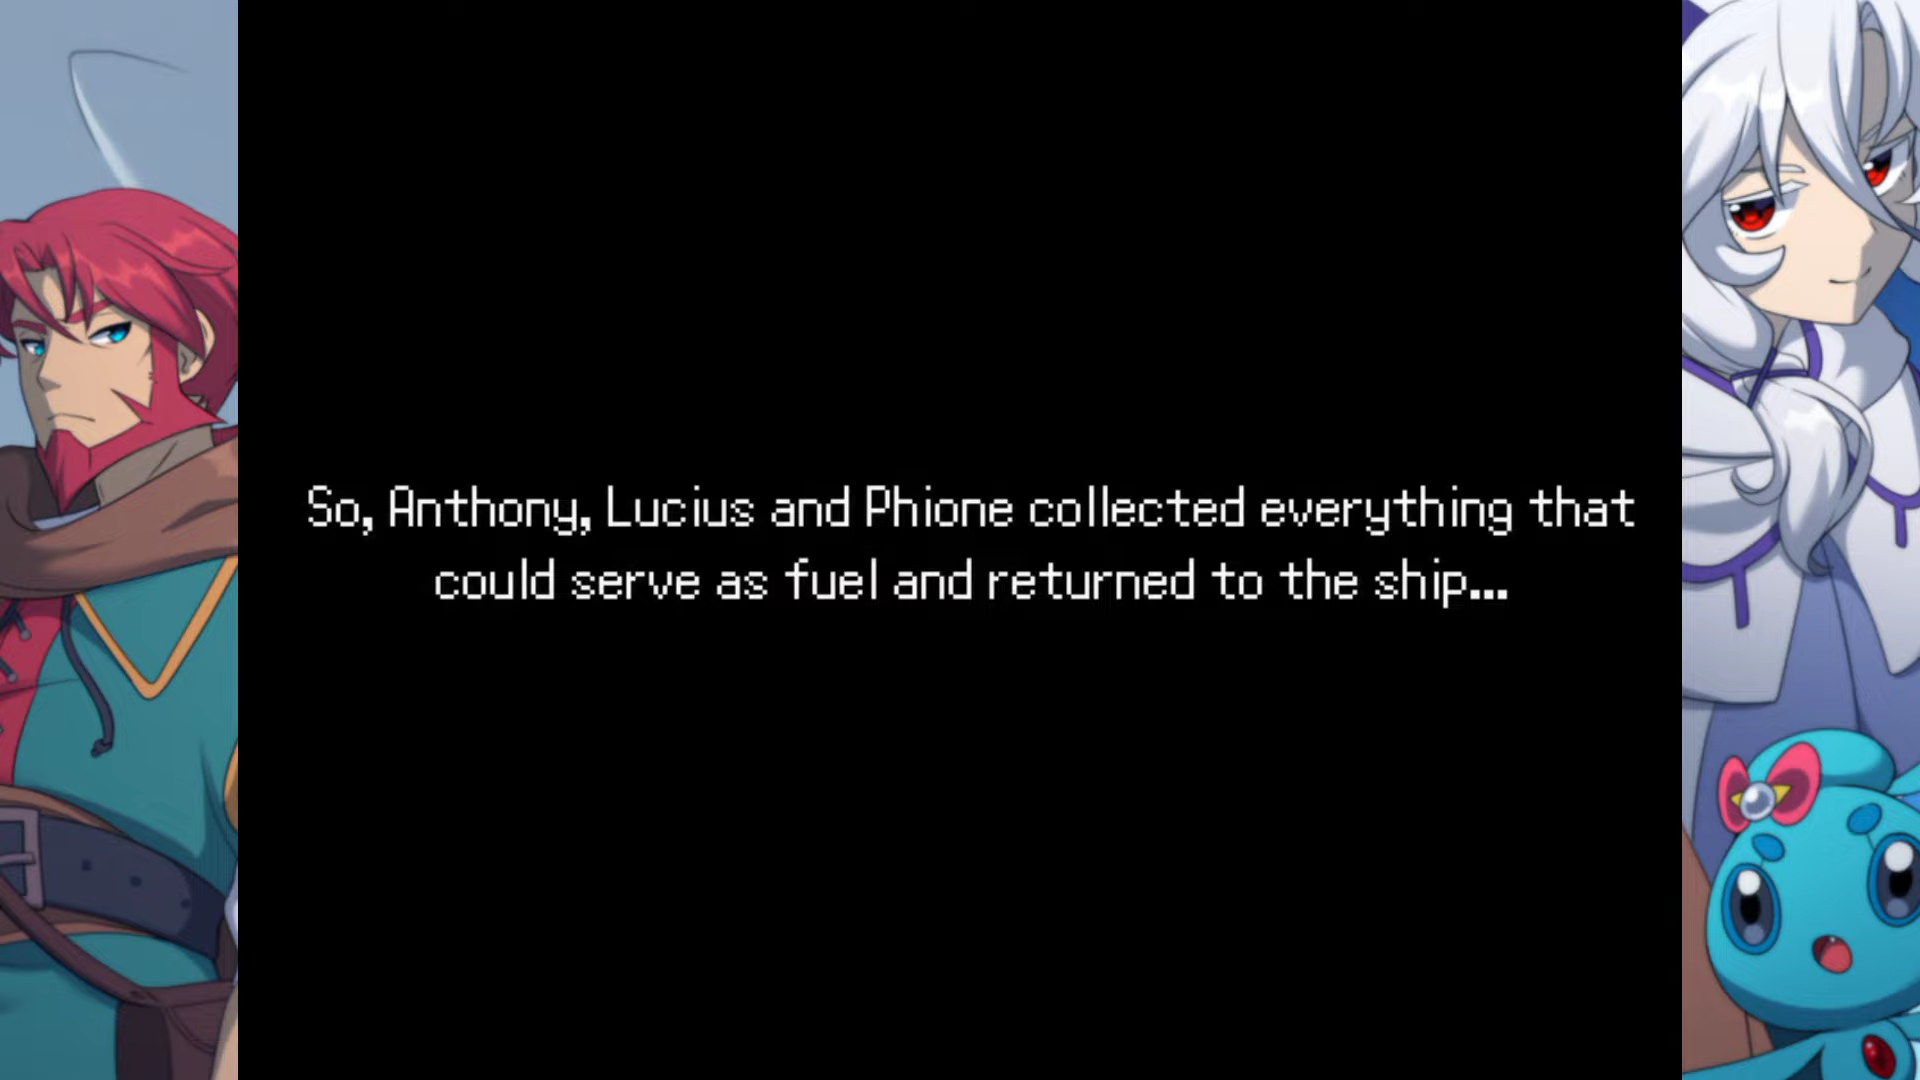 So, Anthony, Lucius and Phione collected everything that
could serve as fuel and returned to the ship...